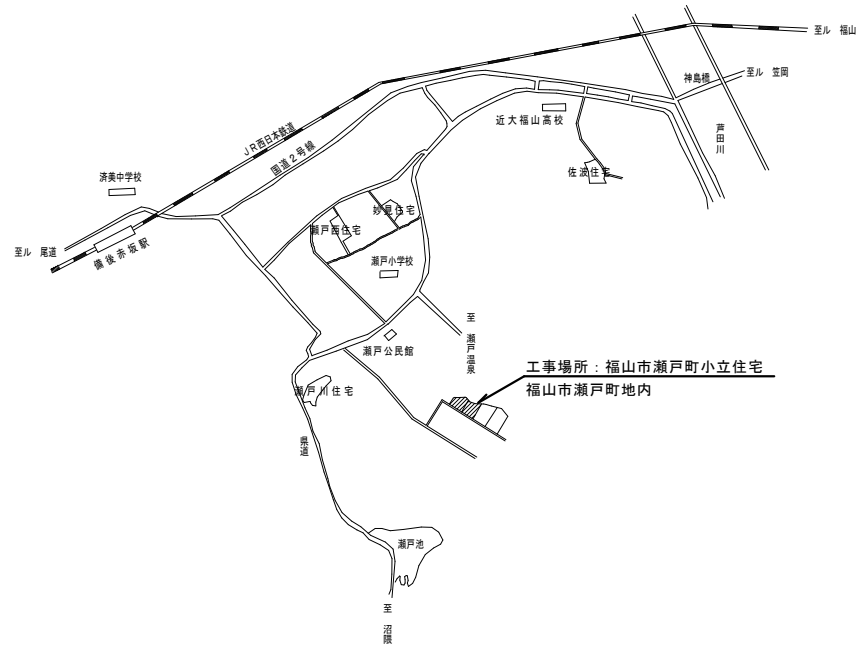 至ル 福山
神島橋
至ル 笠岡
近大福山高校
芦田川
JR西日本鉄道
国道2号線
済美中学校
佐波住宅
妙見住宅
瀬戸西住宅
至ル 尾道
備後赤坂駅
瀬戸小学校
至 瀬戸温泉
瀬戸公民館
工事場所:福山市瀬戸町小立住宅
福山市瀬戸町地内
瀬戸川住宅
県道
瀬戸池
至 沼隈